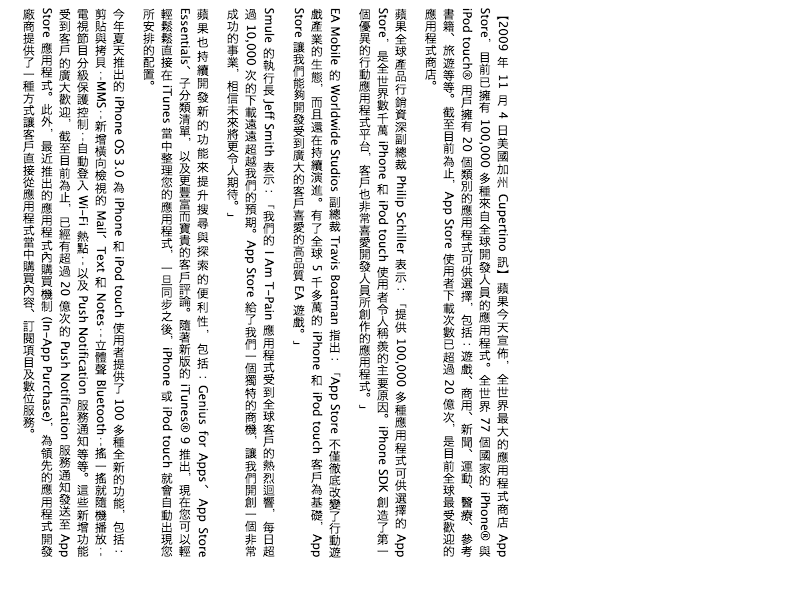 【2009 年 11 月 4 日美國加州 Cupertino 訊】蘋果今天宣佈，全世界最大的應用程式商店 App
Store，目前已擁有 100,000 多種來自全球開發人員的應用程式。全世界 77 個國家的 iPhone® 與
iPod touch® 用戶擁有 20 個類別的應用程式可供選擇，包括：遊戲、商用、新聞、運動、醫療、參考
書籍、旅遊等等。截至目前為止，App Store 使用者下載次數已超過 20 億次，是目前全球最受歡迎的
應用程式商店。
蘋果全球產品行銷資深副總裁 Philip Schiller 表示：「提供 100,000 多種應用程式可供選擇的 App
Store，是全世界數千萬 iPhone 和 iPod touch 使用者令人稱羨的主要原因。iPhone SDK 創造了第一
個優異的行動應用程式平台，客戶也非常喜愛開發人員所創作的應用程式。」
EA Mobile 的 Worldwide Studios 副總裁 Travis Boatman 指出：「App Store 不僅徹底改變了行動遊
戲產業的生態，而且還在持續演進。有了全球 5 千多萬的 iPhone 和 iPod touch 客戶為基礎，App
Store 讓我們能夠開發受到廣大的客戶喜愛的高品質 EA 遊戲。」
Smule 的執行長 Jeff Smith 表示：「我們的 I Am T-Pain 應用程式受到全球客戶的熱烈迴響，每日超
過 10,000 次的下載遠遠超越我們的預期。App Store 給了我們一個獨特的商機，讓我們開創一個非常
成功的事業，相信未來將更令人期待。」
蘋果也持續開發新的功能來提升搜尋與探索的便利性，包括：Genius for Apps、App Store
Essentials、子分類清單，以及更豐富而寶貴的客戶評論。隨著新版的 iTunes® 9 推出，現在您可以輕
輕鬆鬆直接在 iTunes 當中整理您的應用程式，一旦同步之後，iPhone 或 iPod touch 就會自動出現您
所安排的配置。
今年夏天推出的 iPhone OS 3.0 為 iPhone 和 iPod touch 使用者提供了 100 多種全新的功能，包括：
剪貼與拷貝；MMS；新增橫向檢視的 Mail、Text 和 Notes；立體聲 Bluetooth；搖一搖就隨機播放；
電視節目分級保護控制；自動登入 Wi-Fi 熱點；以及 Push Notification 服務通知等等。這些新增功能
受到客戶的廣大歡迎，截至目前為止，已經有超過 20 億次的 Push Notification 服務通知發送至 App
Store 應用程式。此外，最近推出的應用程式內購買機制 (In-App Purchase)，為領先的應用程式開發
廠商提供了一種方式讓客戶直接從應用程式當中購買內容、訂閱項目及數位服務。